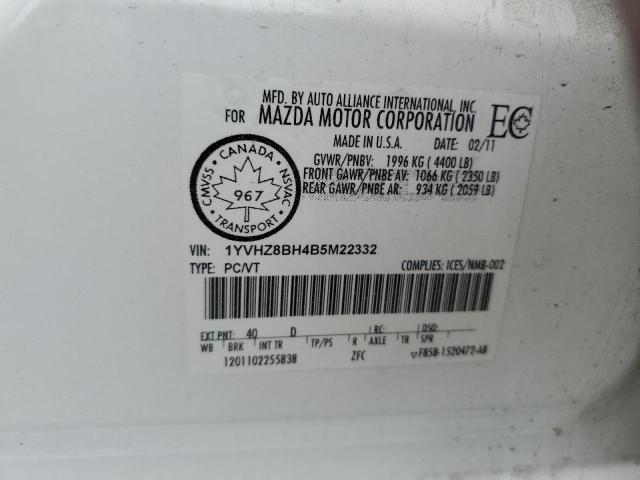 MFD. BY AUTO ALLIANCE INTERNATIONAL, INC.
FOR MAZDA MOTOR CORPORATION EC
MADE IN U.S.A. DATE: 02/11
GVWR/PNBV: 1996 KG (4400 LB)
FRONT GAWR/PNBE AV: 1066 KG (2350 LB)
REAR GAWR/PNBE AR: 934 KG (2059 LB)
CANADA
CMVSS NSVAC
967
TRANSPORT
VIN: 1YVHZ8BH4B5M22332
TYPE: PC/VT COMPLIES: ICES/NMB-002
EXT PNT: 40 D RC: DSO:
WB BRK INT TR TP/PS R AXLE TR SPR
1201102255838 ZFC F85B-1520472-AB